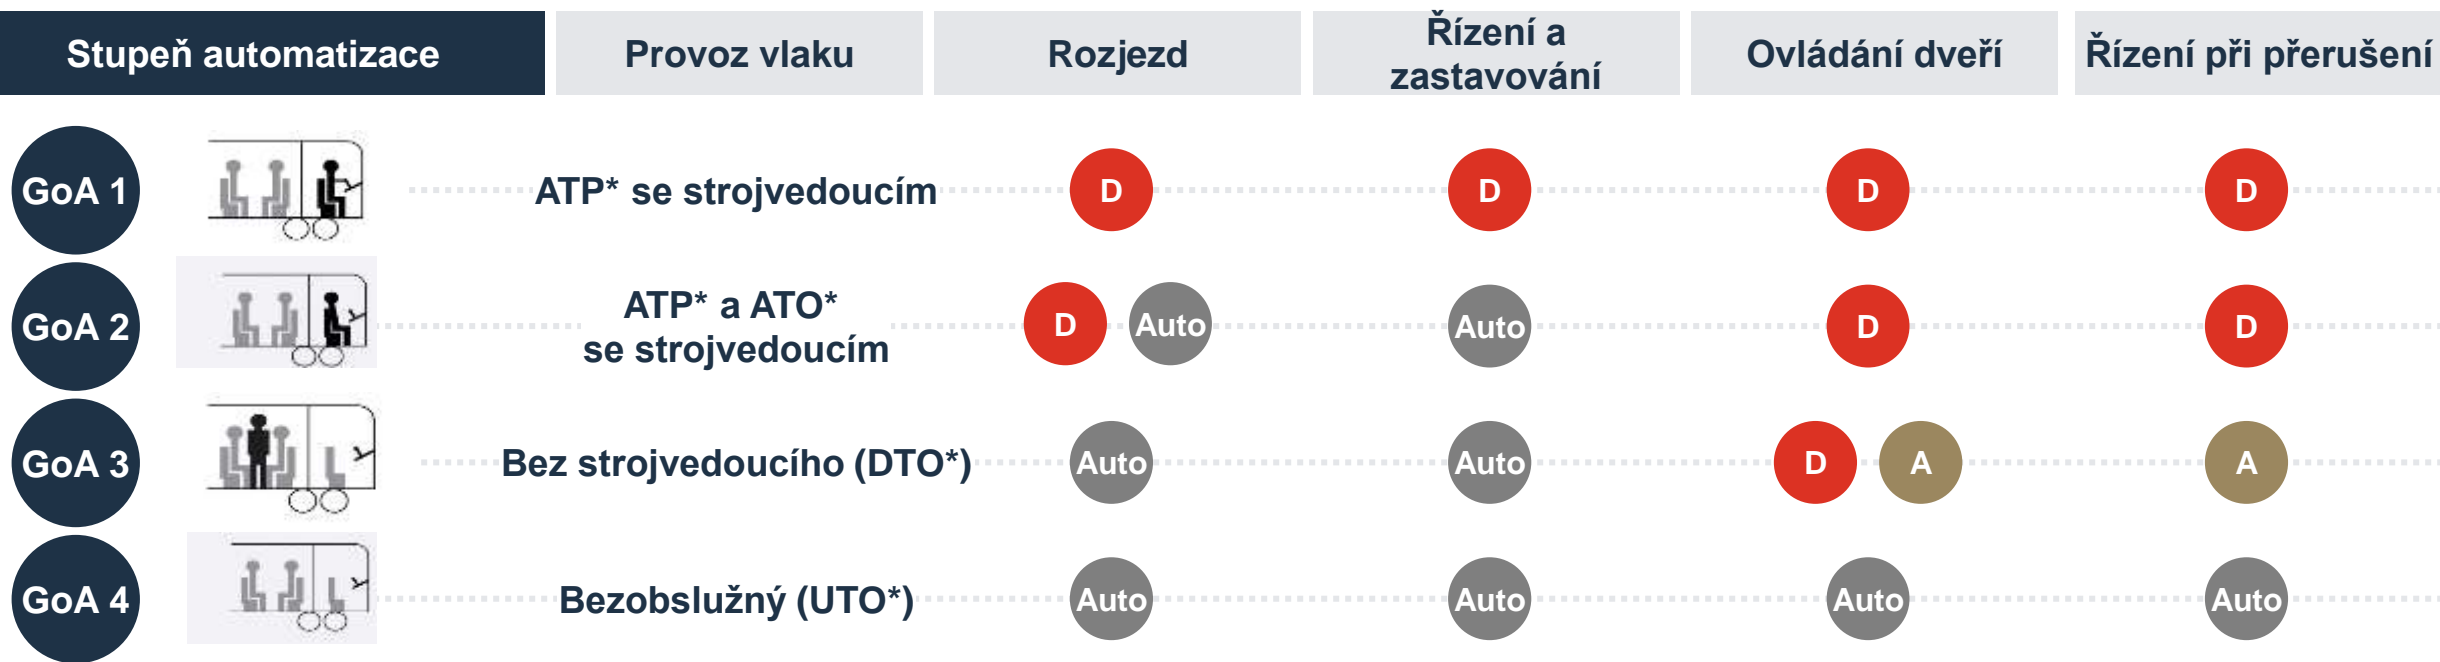 Stupeň automatizace
Provoz vlaku
Rozjezd
Řízení a
zastavování
Ovládání dveří
Řízení při přerušení
GoA 1
ATP* se strojvedoucím
D
D
D
D
GoA 2
ATP* a ATO*
se strojvedoucím
D
Auto
Auto
D
D
GoA 3
Bez strojvedoucího (DTO*)
Auto
Auto
D
A
A
GoA 4
Bezobslužný (UTO*)
Auto
Auto
Auto
Auto